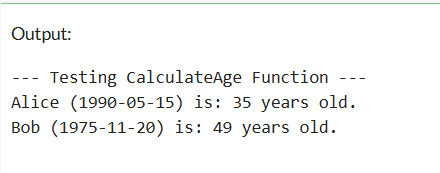 Output:
--- Testing CalculateAge Function ---
Alice (1990-05-15) is: 35 years old.
Bob (1975-11-20) is: 49 years old.